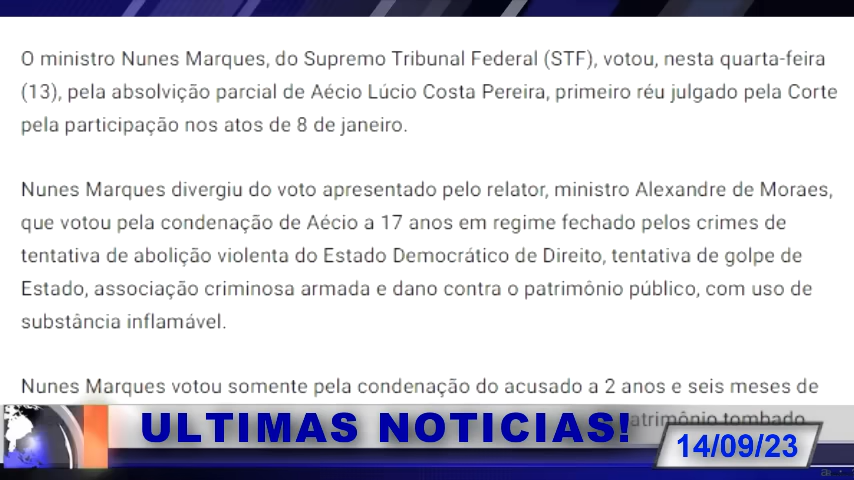 O ministro Nunes Marques, do Supremo Tribunal Federal (STF), votou, nesta quarta-feira
(13), pela absolvição parcial de Aécio Lúcio Costa Pereira, primeiro réu julgado pela Corte
pela participação nos atos de 8 de janeiro.
Nunes Marques divergiu do voto apresentado pelo relator, ministro Alexandre de Moraes,
que votou pela condenação de Aécio a 17 anos em regime fechado pelos crimes de
tentativa de abolição violenta do Estado Democrático de Direito, tentativa de golpe de
Estado, associação criminosa armada e dano contra o patrimônio público, com uso de
substância inflamável.
Nunes Marques votou somente pela condenação do acusado a 2 anos e seis meses de
atrimônio tombado
ULTIMAS NOTICIAS!
14/09/23